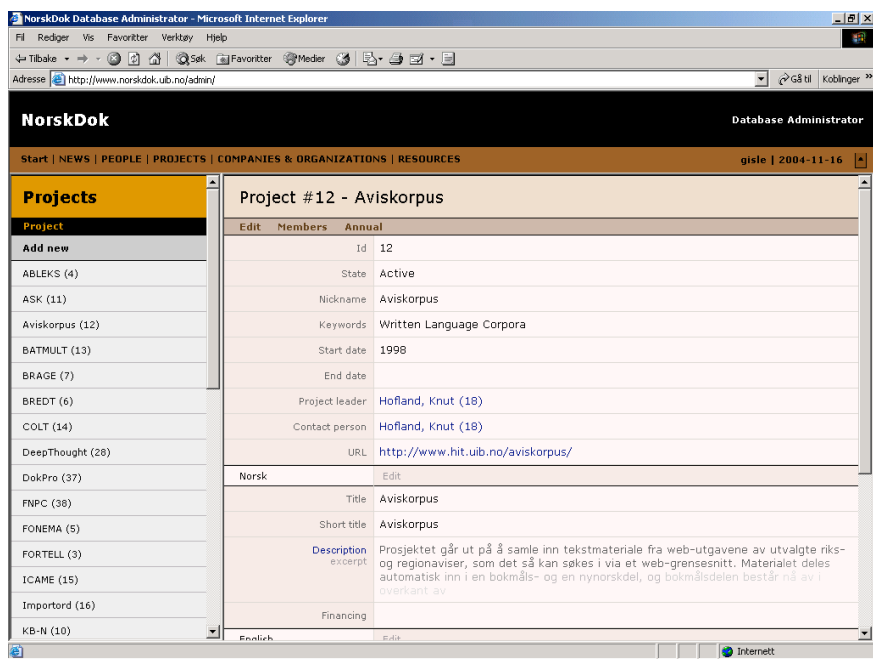 NorskDok Database Administrator - Microsoft Internet Explorer
Fil Rediger Vis Favoritter Verktøy Hjelp
Tilbake Søk Favoritter Medier
Adresse http://www.norskdok.uib.no/admin/ Gå til Koblinger »
NorskDok Database Administrator
Start | NEWS | PEOPLE | PROJECTS | COMPANIES & ORGANIZATIONS | RESOURCES gisle | 2004-11-16
Projects
Project
Add new
ABLEKS (4)
ASK (11)
Aviskorpus (12)
BATMULT (13)
BRAGE (7)
BREDT (6)
COLT (14)
DeepThought (28)
DokPro (37)
FNPC (38)
FONEMA (5)
FORTELL (3)
ICAME (15)
Importord (16)
KB-N (10)
Project #12 - Aviskorpus
Edit Members Annual
Id 12
State Active
Nickname Aviskorpus
Keywords Written Language Corpora
Start date 1998
End date
Project leader Hofland, Knut (18)
Contact person Hofland, Knut (18)
URL http://www.hit.uib.no/aviskorpus/
Norsk Edit
Title Aviskorpus
Short title Aviskorpus
Description Prosjektet går ut på å samle inn tekstmateriale fra web-utgavene av utvalgte riks-
excerpt og regionaviser, som det så kan søkes i via et web-grensesnitt. Materialet deles
automatisk inn i en bokmåls- og en nynorskdel, og bokmålsdelen består nå av i
overkant av
Financing
English Edit
Internett